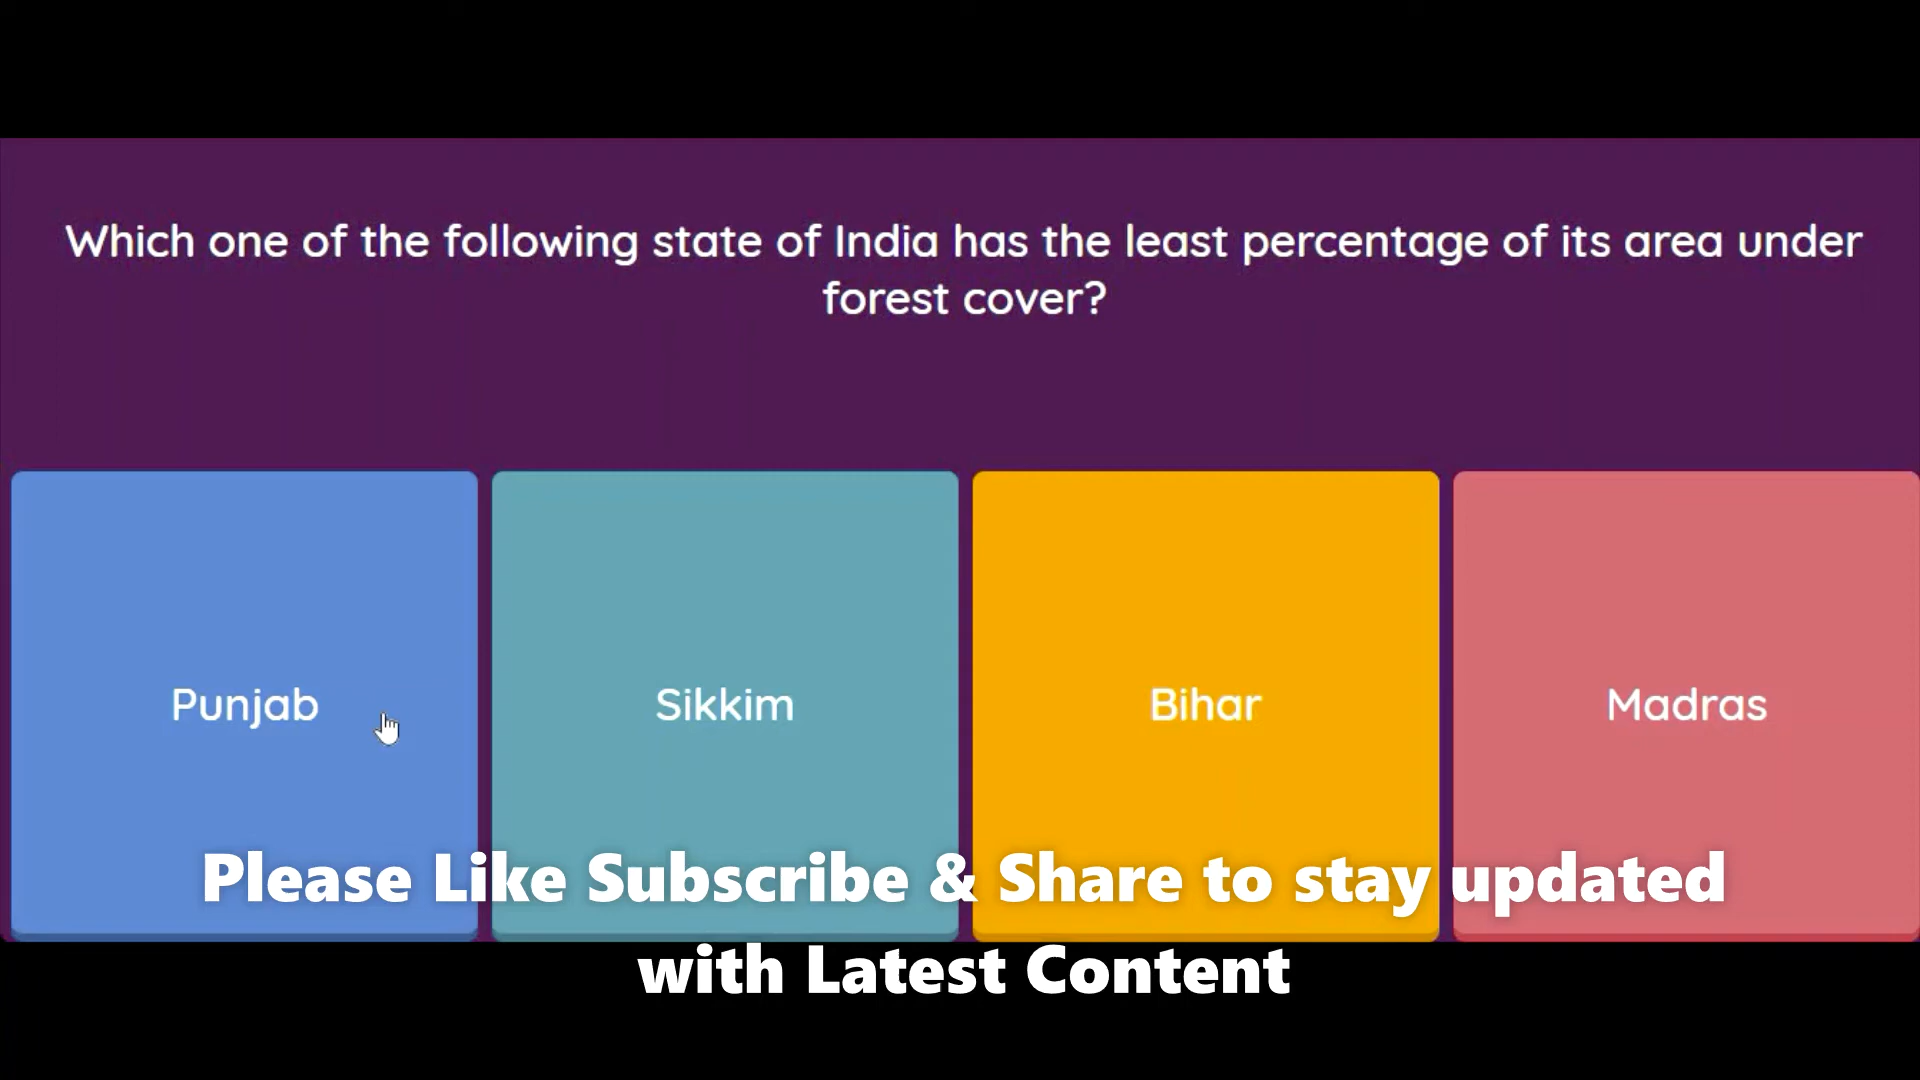 Which one of the following state of India has the least percentage of its area under
forest cover?
Punjab
Sikkim
Bihar
Madras
Please Like Subscribe & Share to stay updated
with Latest Content